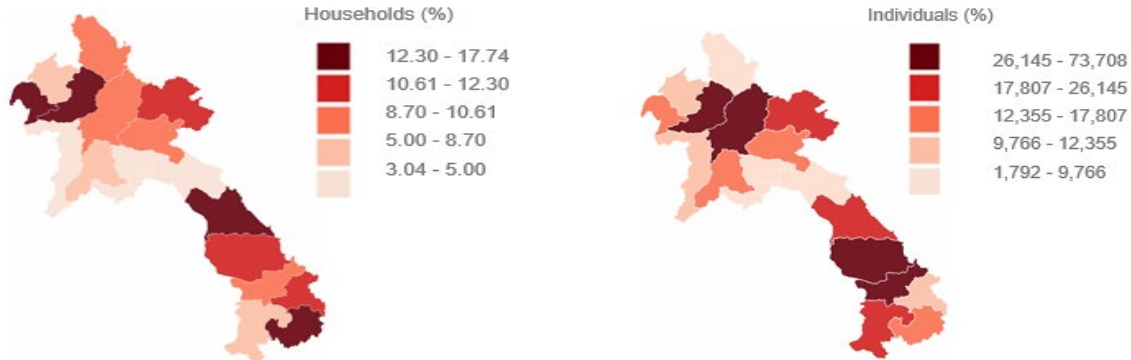 Households (%)
12.30 - 17.74
10.61 - 12.30
8.70 - 10.61
5.00 - 8.70
3.04 - 5.00
Individuals (%)
26,145 - 73,708
17,807 - 26,145
12,355 - 17,807
9,766 - 12,355
1,792 - 9,766